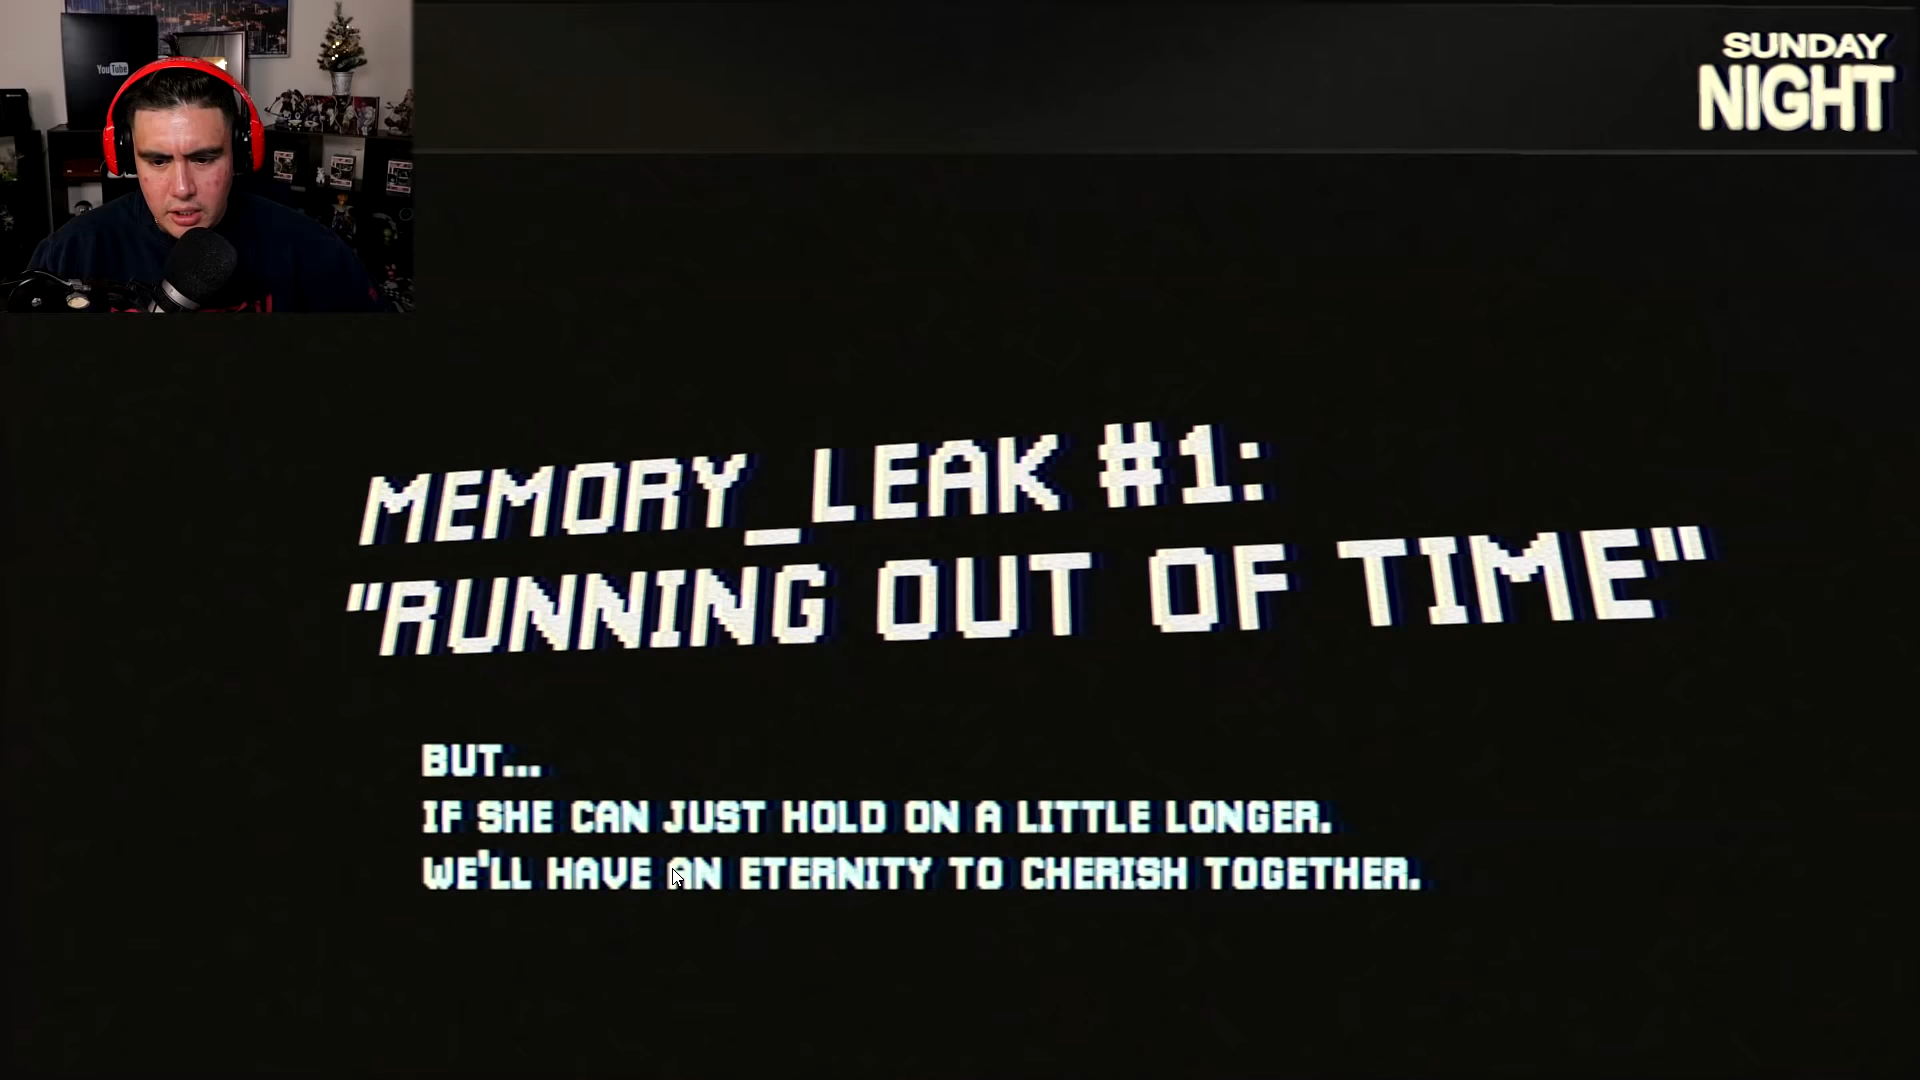 YouTube
SUNDAY
NIGHT
MEMORY_LEAK #1:
"RUNNING OUT OF TIME"
BUT...
IF SHE CAN JUST HOLD ON A LITTLE LONGER.
WE'LL HAVE AN ETERNITY TO CHERISH TOGETHER.